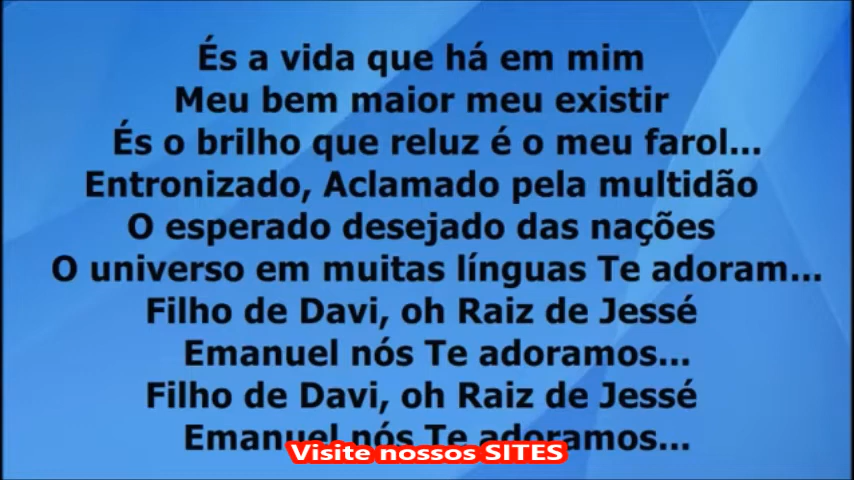 És a vida que há em mim
Meu bem maior meu existir
És o brilho que reluz é o meu farol...
Entronizado, Aclamado pela multidão
O esperado desejado das nações
O universo em muitas línguas Te adoram...
Filho de Davi, oh Raiz de Jessé
Emanuel nós Te adoramos...
Filho de Davi, oh Raiz de Jessé
Emanuel nós Te adoramos...
Visite nossos SITES